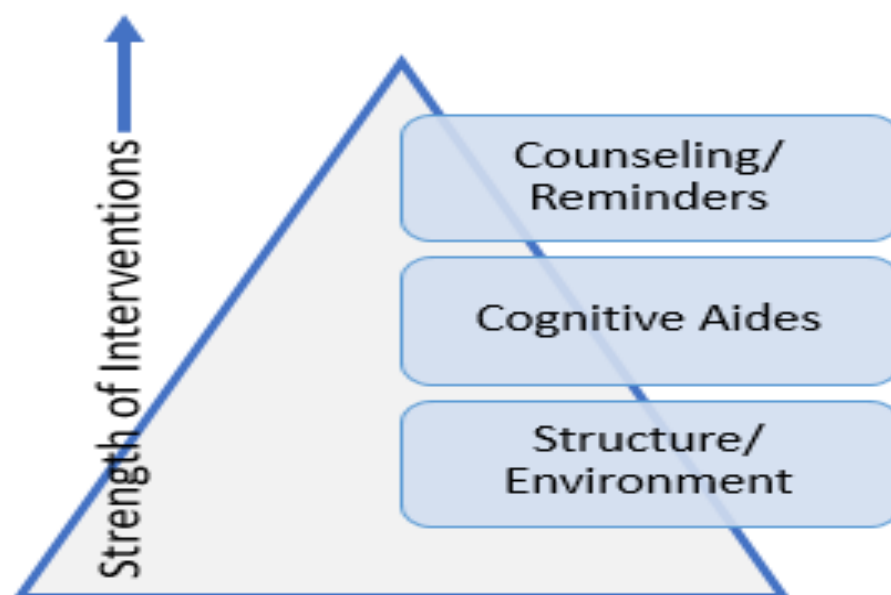 Strength of Interventions
Counseling/
Reminders
Cognitive Aides
Structure/
Environment